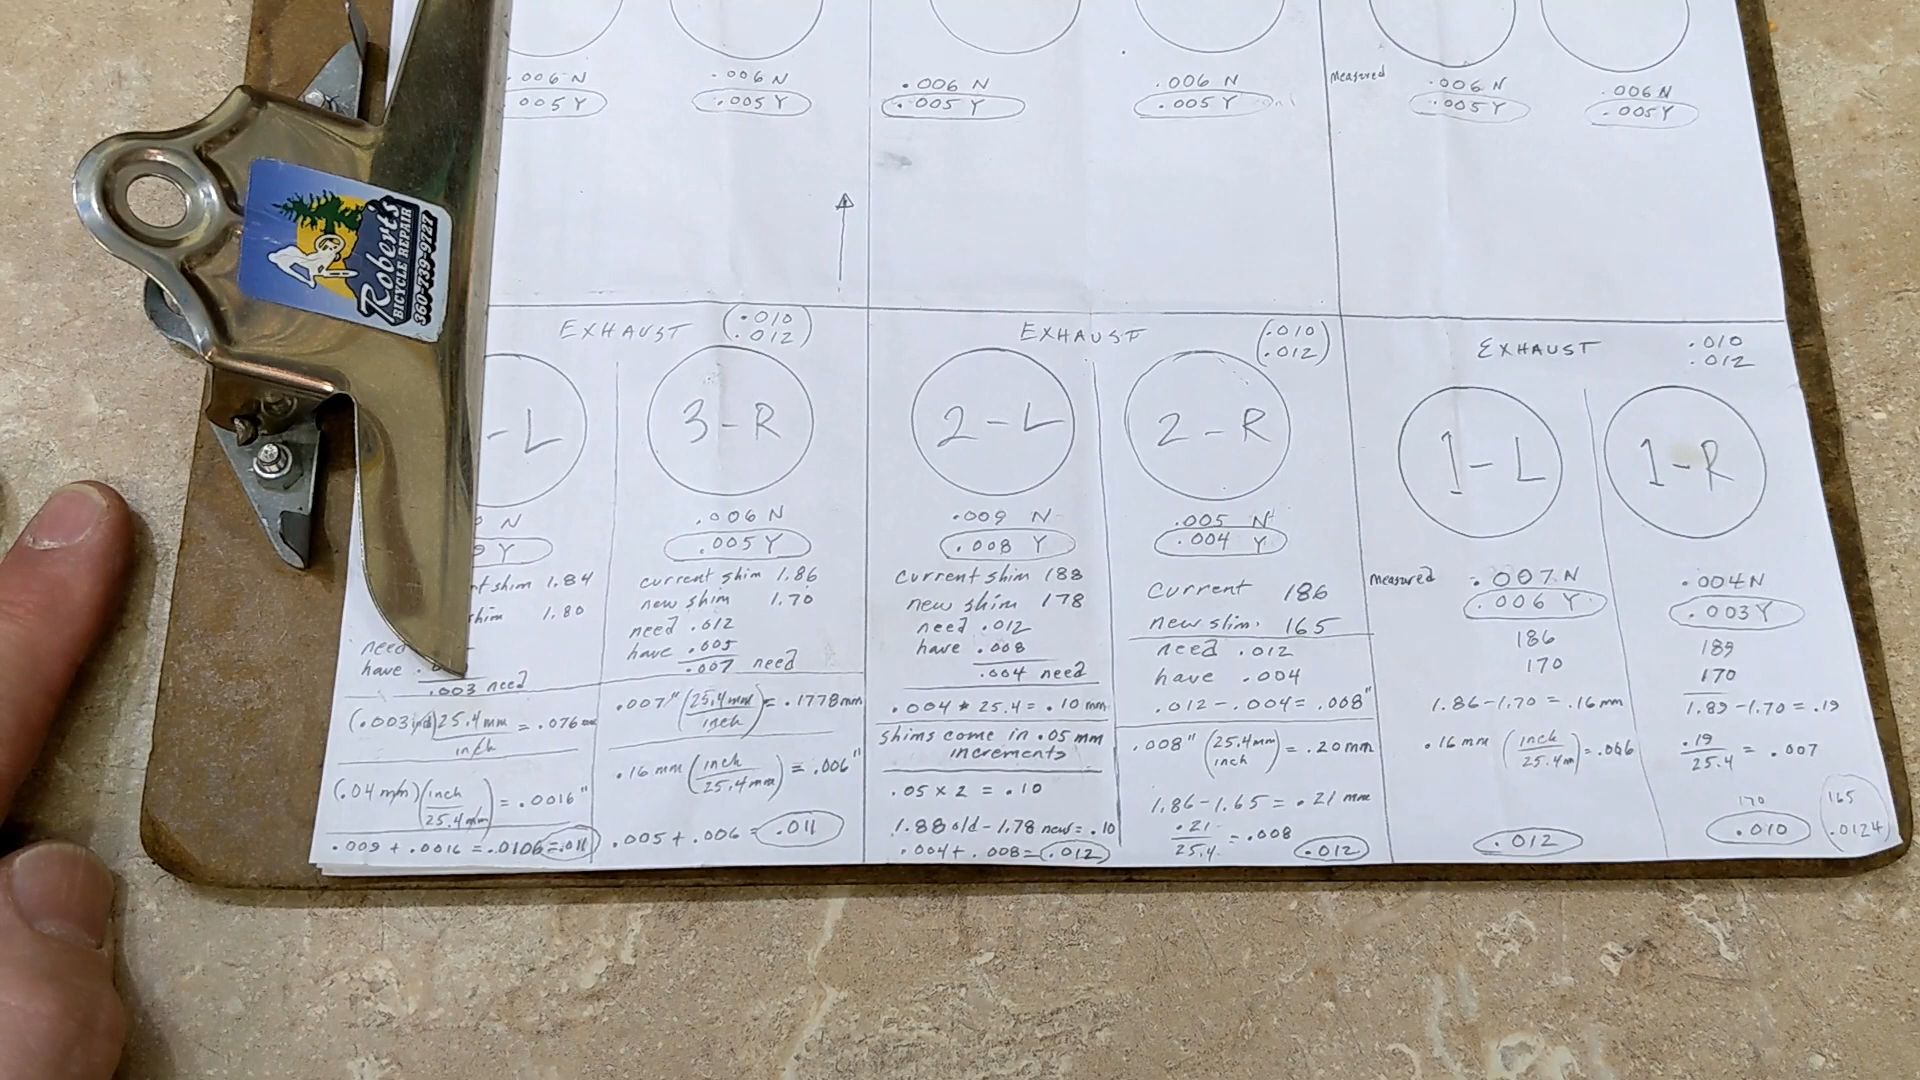 Robert's
BICYCLE REPAIR
360-739-9727
.006 N
005 Y
.006 N
.005 Y
.006 N
.005 Y
.006 N
.005 Y
measured
.006 N
.005 Y
.006 N
.005 Y
EXHAUST (.010
.012)
-L
3-R
N
Y
shim 1.84
shim 1.80
need
have
.003 need
25.4 mm = .076
inch
(.04 mm)(inch = .0016"
25.4 mm)
.009 + .0016 = .0106 = .011
.006 N
.005 Y
current shim 1.86
new shim 1.70
need .012
have .005
.007 need
.007" (25.4 mm = .1778 mm
inch)
.16 mm (inch = .006"
25.4 mm)
.005 + .006 = .011
EXHAUST (.010
.012)
2-L
2-R
.009 N
.008 Y
current shim 188
new shim 178
need .012
have .008
.004 need
.004 * 25.4 = .10 mm
shims come in .05 mm
increments
.05 x 2 = .10
1.88 old - 1.78 new = .10
.004 + .008 = .012
.005 N
.004 Y
current 186
new slim. 165
need .012
have .004
.012 - .004 = .008"
.008" (25.4 mm = .20 mm
inch)
1.86 - 1.65 = .21 mm
.21 = .008
25.4
.012
EXHAUST .010
.012
1-L
1-R
measured .007 N
.006 Y
186
170
1.86 - 1.70 = .16 mm
.16 mm (inch = .006
25.4 m)
.012
.004 N
.003 Y
189
170
1.89 - 1.70 = .19
.19 = .007
25.4
170
.010
165
.0124